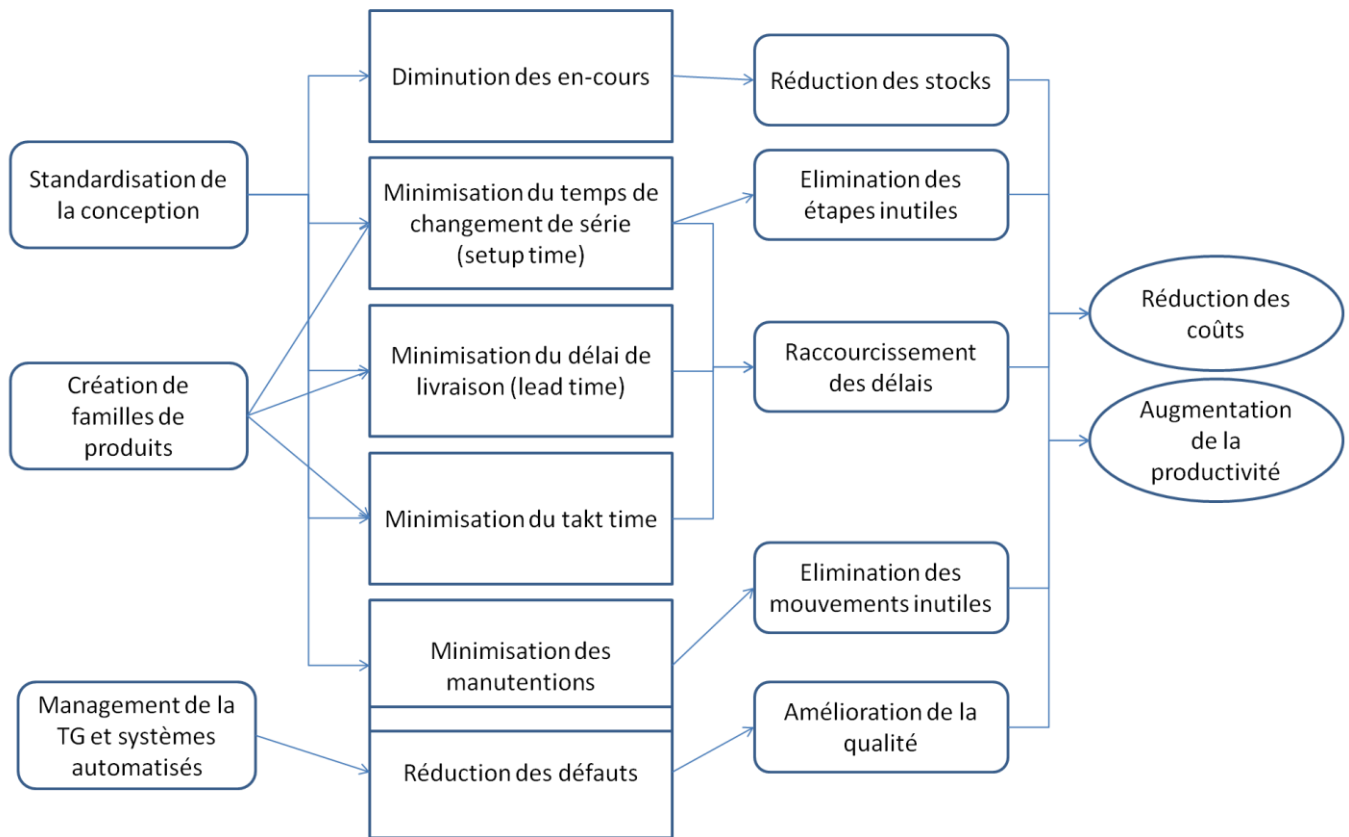 Standardisation de
la conception
Création de
familles de
produits
Management de la
TG et systèmes
automatisés
Diminution des en-cours
Minimisation du temps de
changement de série
(setup time)
Minimisation du délai de
livraison (lead time)
Minimisation du takt time
Minimisation des
manutentions
Réduction des défauts
Réduction des stocks
Elimination des
étapes inutiles
Raccourcissement
des délais
Elimination des
mouvements inutiles
Amélioration de la
qualité
Réduction des
coûts
Augmentation
de la
productivité